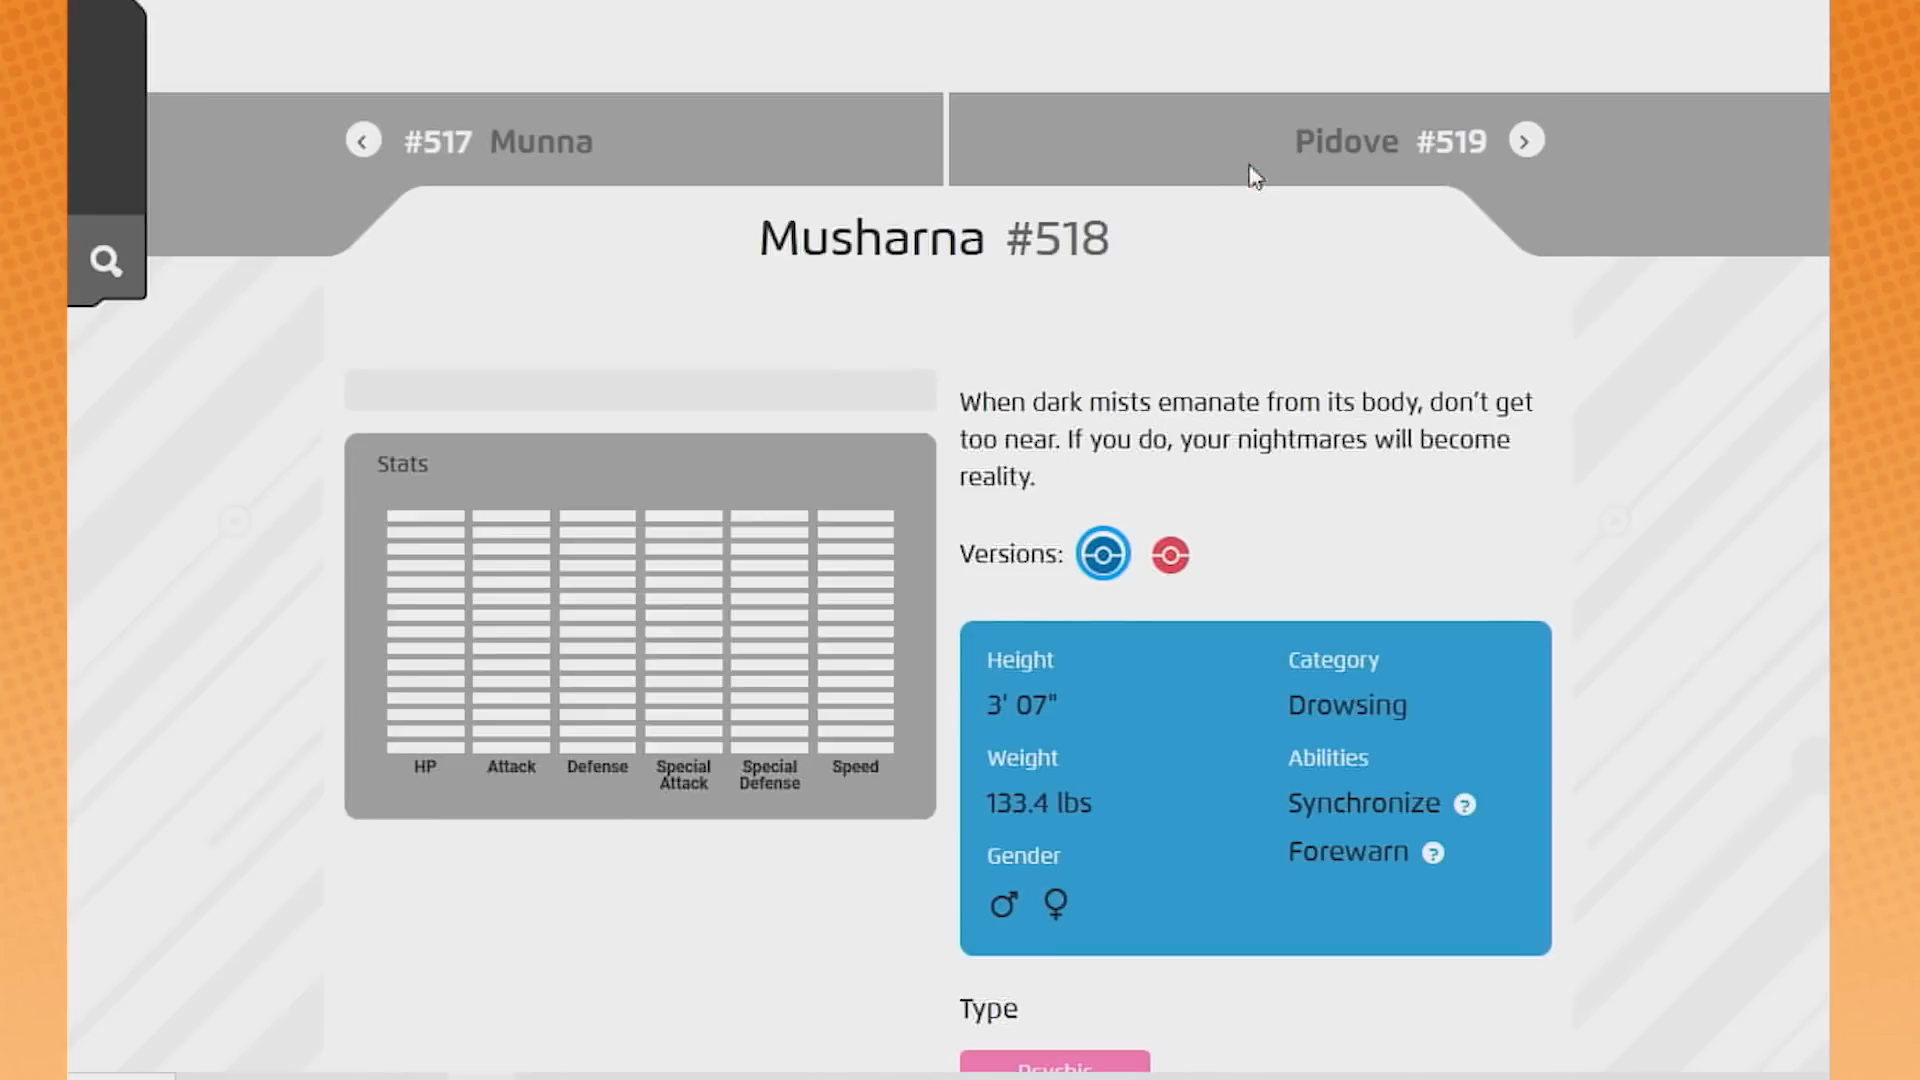 #517 Munna
Pidove #519
Musharna #518
When dark mists emanate from its body, don’t get
too near. If you do, your nightmares will become
reality.
Versions:
Stats
HP
Attack
Defense
Special
Attack
Special
Defense
Speed
Height
3' 07"
Weight
133.4 lbs
Gender
Category
Drowsing
Abilities
Synchronize ?
Forewarn ?
Type
Psychic